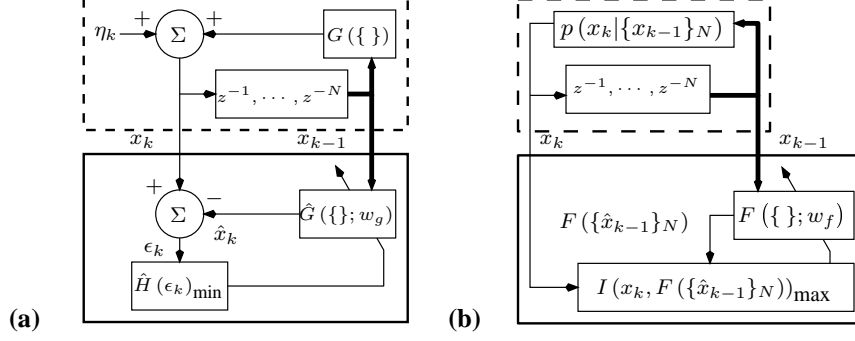 η_k + Σ + G ({ })
z^{-1}, ⋯ , z^{-N}
x_k x_{k-1}
+
Σ − Ĝ ({}; w_g)
x̂_k
ϵ_k
Ĥ (ϵ_k)_min
(a)
p (x_k|{x_{k-1}}_N)
z^{-1}, ⋯ , z^{-N}
x_k x_{k-1}
F ({x̂_{k-1}}_N) F ({ }; w_f)
I (x_k, F ({x̂_{k-1}}_N))_max
(b)